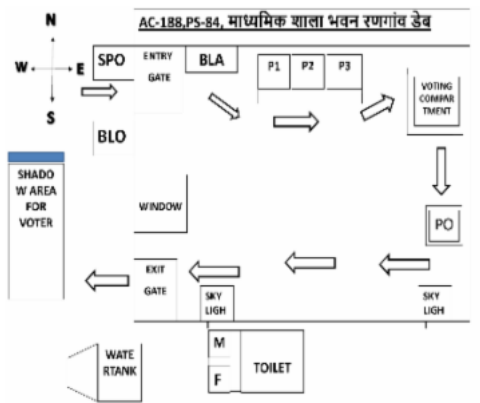 AC-188,PS-84, माध्यमिक शाला भवन रणगांव डेब
N
W
E
S
SPO
ENTRY
GATE
BLA
P1
P2
P3
VOTING
COMPAR
TMENT
BLO
SHADO
W AREA
FOR
VOTER
WINDOW
PO
EXIT
GATE
SKY
LIGH
SKY
LIGH
WATE
RTANK
M
F
TOILET